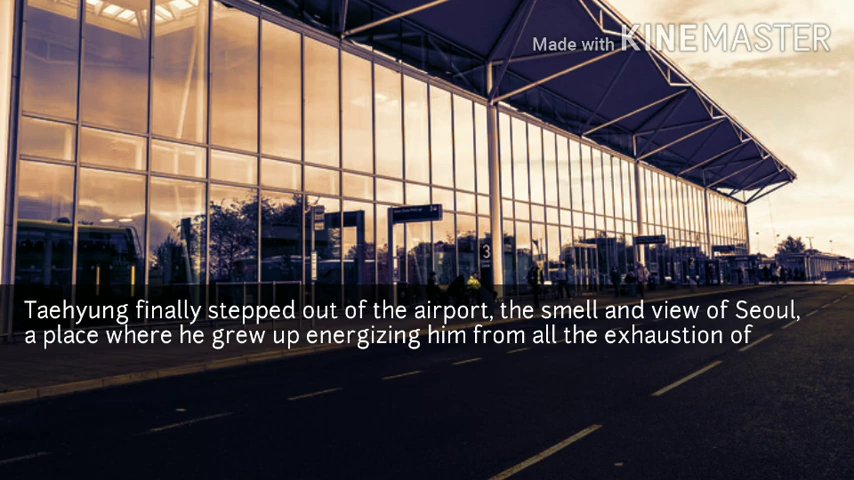 Made with KINEMASTER
3
Taehyung finally stepped out of the airport, the smell and view of Seoul,
a place where he grew up energizing him from all the exhaustion of